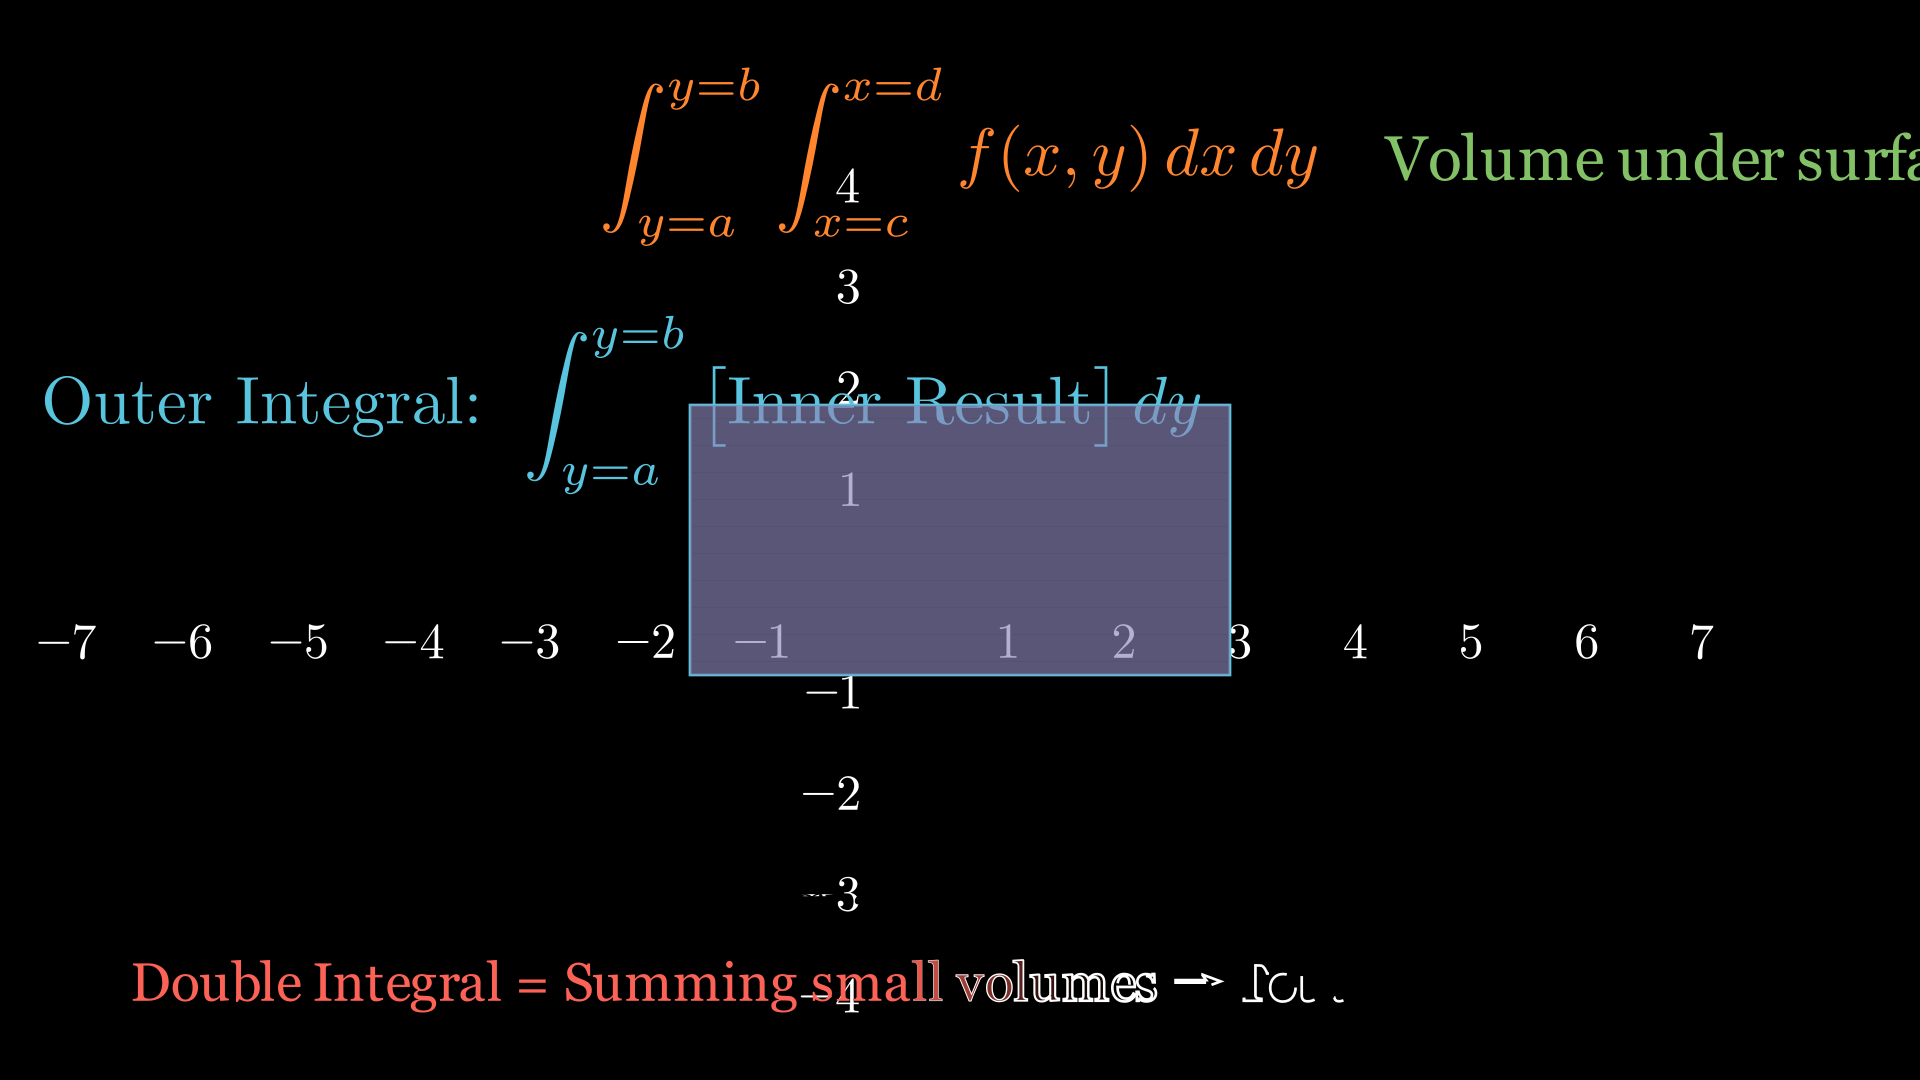 ∫_{y=a}^{y=b} ∫_{x=c}^{x=d} f(x, y) dx dy Volume under surfa
4
3
Outer Integral: ∫_{y=a}^{y=b} [Inner Result] dy
2
1
−7 −6 −5 −4 −3 −2 −1 1 2 3 4 5 6 7
−1
−2
−3
Double Integral = Summing small volumes →
−4